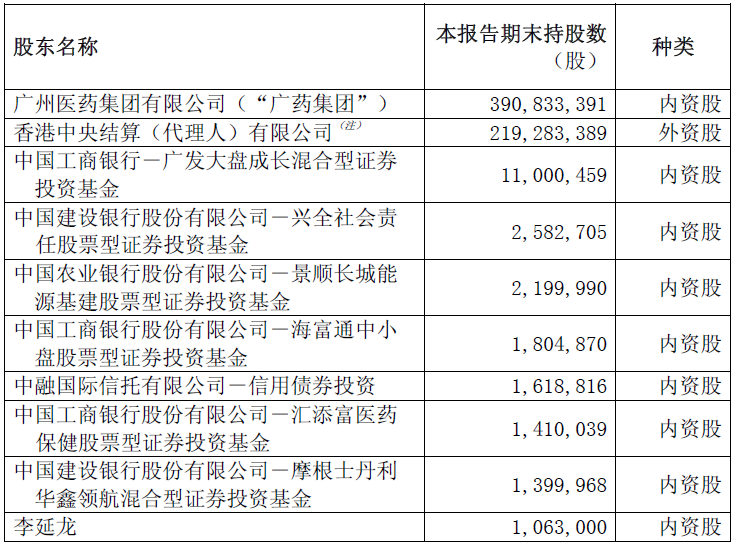 股东名称 本报告期末持股数 种类
（股）
广州医药集团有限公司（“广药集团”） 390,833,391 内资股
香港中央结算（代理人）有限公司（注） 219,283,389 外资股
中国工商银行－广发大盘成长混合型证券
投资基金 11,000,459 内资股
中国建设银行股份有限公司－兴全社会责
任股票型证券投资基金 2,582,705 内资股
中国农业银行股份有限公司－景顺长城能
源基建股票型证券投资基金 2,199,990 内资股
中国工商银行股份有限公司－海富通中小
盘股票型证券投资基金 1,804,870 内资股
中融国际信托有限公司－信用债券投资 1,618,816 内资股
中国工商银行股份有限公司－汇添富医药
保健股票型证券投资基金 1,410,039 内资股
中国建设银行股份有限公司－摩根士丹利
华鑫领航混合型证券投资基金 1,399,968 内资股
李延龙 1,063,000 内资股